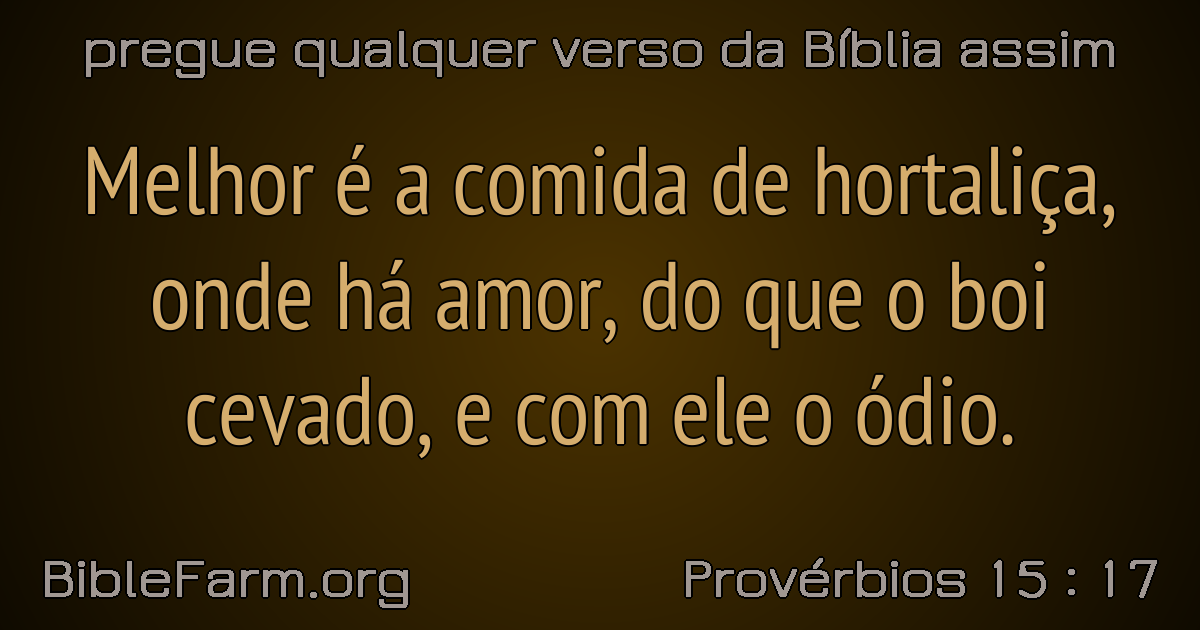 pregue qualquer verso da Bíblia assim
Melhor é a comida de hortaliça,
onde há amor, do que o boi
cevado, e com ele o ódio.
BibleFarm.org
Provérbios 15 : 17